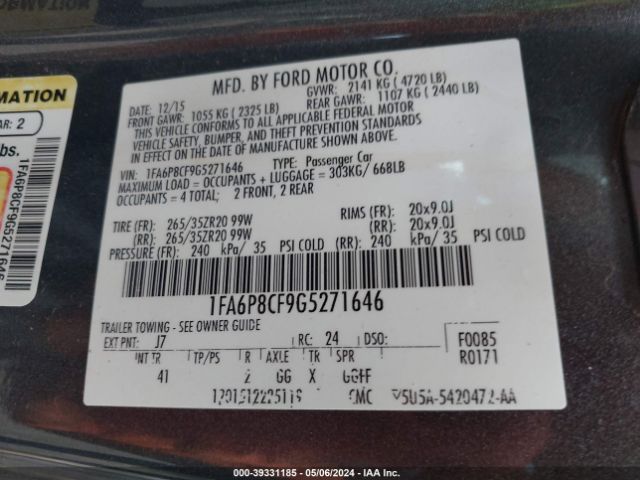 MFD. BY FORD MOTOR CO.
DATE: 12/15
GVWR: 2141 KG ( 4720 LB)
FRONT GAWR: 1055 KG ( 2325 LB)
REAR GAWR: 1107 KG ( 2440 LB)
THIS VEHICLE CONFORMS TO ALL APPLICABLE FEDERAL MOTOR
VEHICLE SAFETY, BUMPER, AND THEFT PREVENTION STANDARDS
IN EFFECT ON THE DATE OF MANUFACTURE SHOWN ABOVE.
VIN: 1FA6P8CF9G5271646 TYPE: Passenger Car
MAXIMUM LOAD = OCCUPANTS + LUGGAGE = 303KG/ 668LB
OCCUPANTS = 4 TOTAL; 2 FRONT, 2 REAR
TIRE (FR): 265/35ZR20 99W RIMS (FR): 20x9.0J
(RR): 265/35ZR20 99W (RR): 20x9.0J
PRESSURE (FR): 240 kPa/ 35 PSI COLD (RR): 240 kPa/ 35 PSI COLD
1FA6P8CF9G5271646
TRAILER TOWING - SEE OWNER GUIDE
EXT PNT: J7 RC: 24 DSO: F0085
R0171
INT TR TP/PS R AXLE TR SPR
41 2 GG X GGFF
CMC
MATION
AR: 2
bs.
1FA6P8CF9G5271646
000-39331185 - 05/06/2024 - IAA Inc.